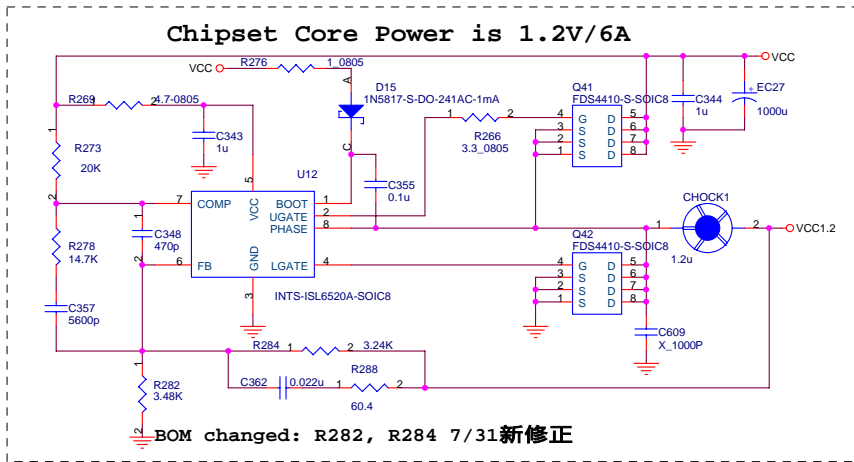 Chipset Core Power is 1.2V/6A
VCC
R276
1_0805
VCC
R269
1
2
4.7-0805
A
D15
1N5817-S-DO-241AC-1mA
C
Q41
FDS4410-S-SOIC8
4
G
D
5
3
S
D
6
2
S
D
7
1
S
D
8
C344
1u
EC27
+
1000u
C343
1u
1
2
R266
3.3_0805
1
R273
20K
2
U12
C355
0.1u
5
7
COMP
VCC
BOOT
1
UGATE
2
PHASE
8
6
FB
GND
LGATE
4
3
INTS-ISL6520A-SOIC8
1
C348
470p
2
R278
14.7K
C357
5600p
CHOCK1
1
2
1.2u
VCC1.2
Q42
FDS4410-S-SOIC8
4
G
D
5
3
S
D
6
2
S
D
7
1
S
D
8
C609
X_1000P
R284
1
2
3.24K
C362
0.022u
1
R288
2
60.4
1
R282
3.48K
2
BOM changed: R282, R284 7/31新修正